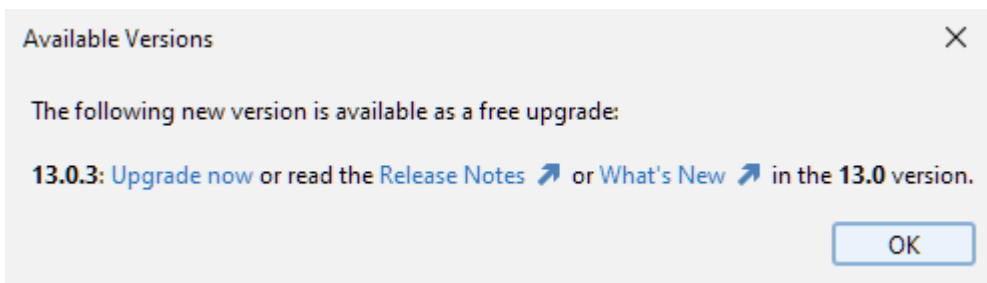 Available Versions
The following new version is available as a free upgrade:
13.0.3: Upgrade now or read the Release Notes or What's New in the 13.0 version.
OK